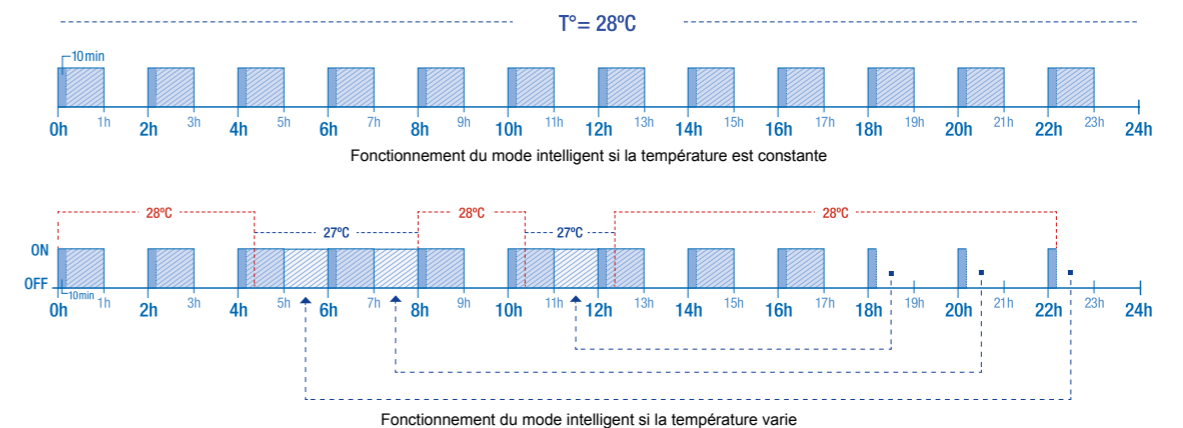 T°= 28ºC
10 min
0h 1h 2h 3h 4h 5h 6h 7h 8h 9h 10h 11h 12h 13h 14h 15h 16h 17h 18h 19h 20h 21h 22h 23h 24h
Fonctionnement du mode intelligent si la température est constante
28ºC 28ºC 28ºC
27ºC 27ºC
ON
OFF
10min
0h 1h 2h 3h 4h 5h 6h 7h 8h 9h 10h 11h 12h 13h 14h 15h 16h 17h 18h 19h 20h 21h 22h 23h 24h
Fonctionnement du mode intelligent si la température varie